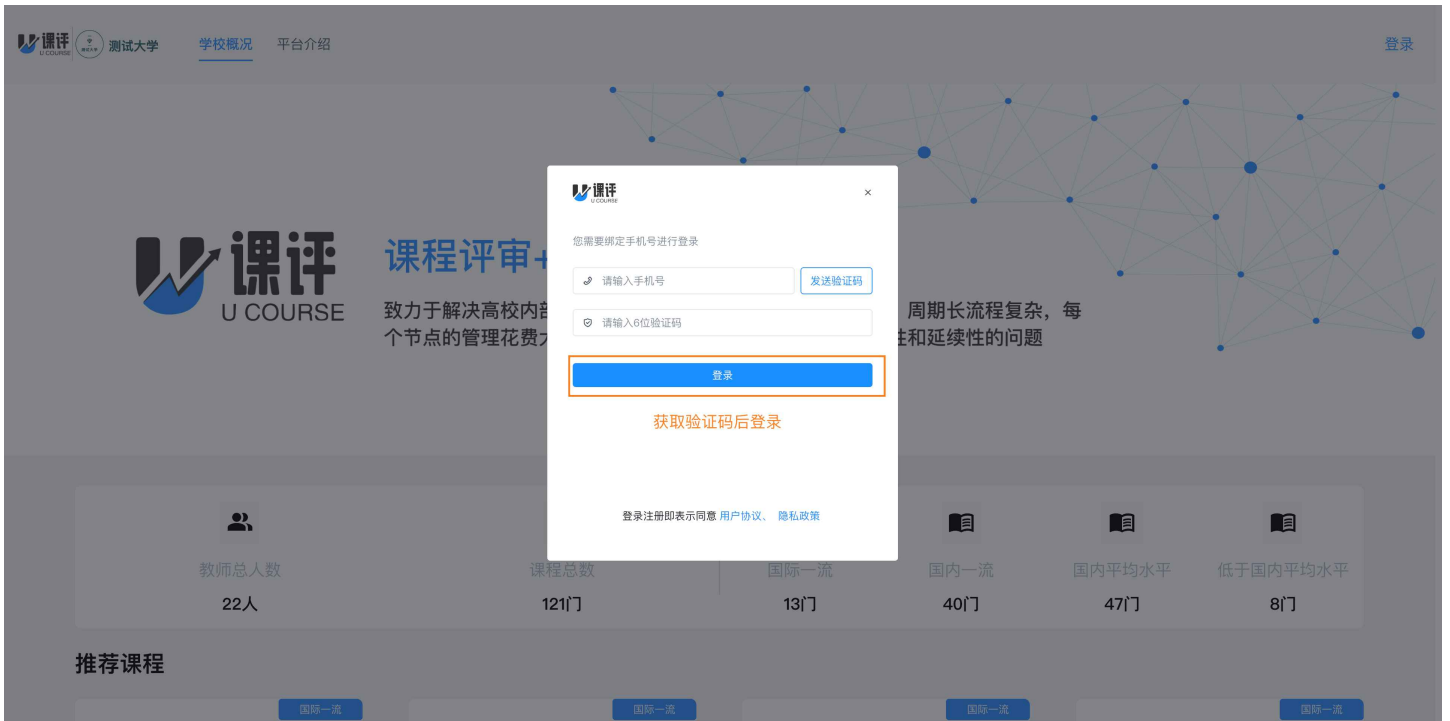 课评 U COURSE 测试大学 学校概况 平台介绍 登录
课评
U COURSE
您需要绑定手机号进行登录
请输入手机号 发送验证码
请输入6位验证码
登录
获取验证码后登录
登录注册即表示同意 用户协议、 隐私政策
课评
U COURSE
课程评审+
致力于解决高校内部 周期长流程复杂，每
个节点的管理花费大 性和延续性的问题
教师总人数 课程总数 国际一流 国内一流 国内平均水平 低于国内平均水平
22人 121门 13门 40门 47门 8门
推荐课程
国际一流 国际一流 国际一流 国际一流